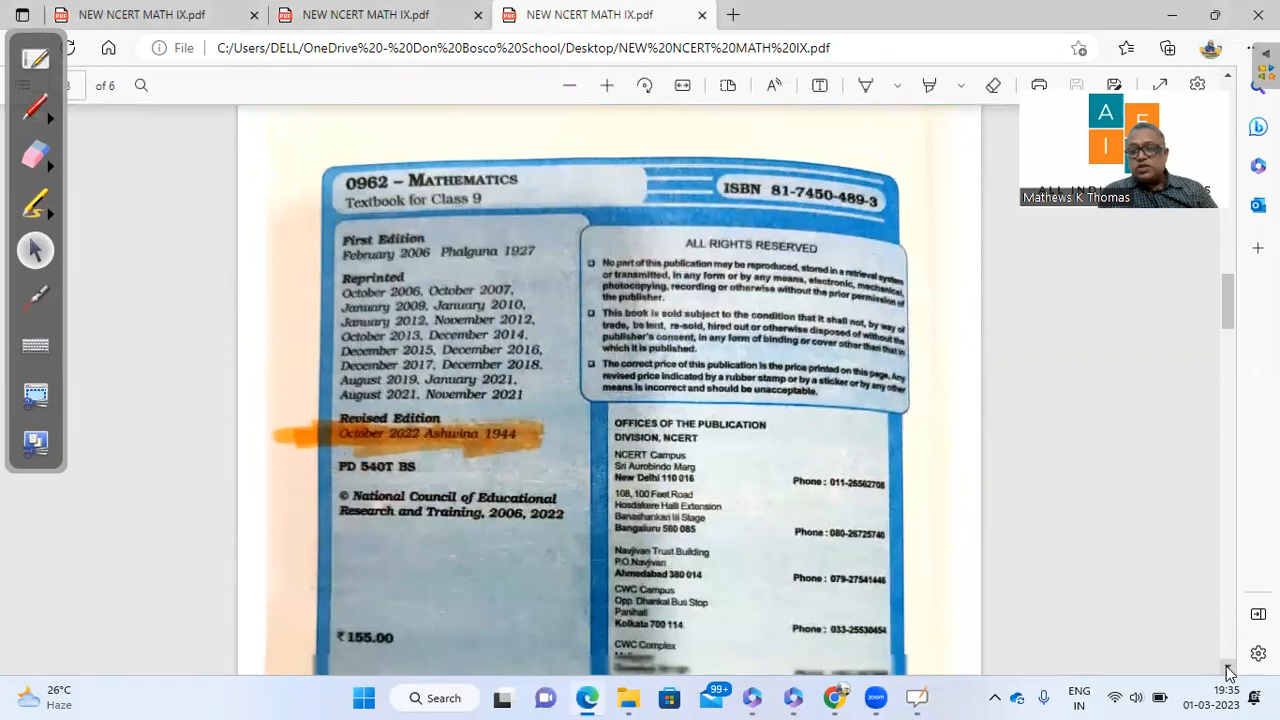 NEW NCERT MATH IX.pdf
NEW NCERT MATH IX.pdf
NEW NCERT MATH IX.pdf
File
C:/Users/DELL/OneDrive%20-%20Don%20Bosco%20School/Desktop/NEW%20NCERT%20MATH%20IX.pdf
of 6
A
E
I
Mathews K Thomas
0962 – MATHEMATICS
Textbook for Class 9
ISBN 81-7450-489-3
First Edition
February 2006 Phalguna 1927
Reprinted
October 2006, October 2007,
January 2009, January 2010,
January 2012, November 2012,
October 2013, December 2014,
December 2015, December 2016,
December 2017, December 2018,
August 2019, January 2021,
August 2021, November 2021
Revised Edition
October 2022 Ashwina 1944
PD 540T BS
© National Council of Educational
Research and Training, 2006, 2022
₹ 155.00
ALL RIGHTS RESERVED
No part of this publication may be reproduced, stored in a retrieval system
or transmitted, in any form or by any means, electronic, mechanical,
photocopying, recording or otherwise without the prior permission of
the publisher.
This book is sold subject to the condition that it shall not, by way of
trade, be lent, re-sold, hired out or otherwise disposed of without the
publisher's consent, in any form of binding or cover other than that in
which it is published.
The correct price of this publication is the price printed on this page, Any
revised price indicated by a rubber stamp or by a sticker or by any other
means is incorrect and should be unacceptable.
OFFICES OF THE PUBLICATION
DIVISION, NCERT
NCERT Campus
Sri Aurobindo Marg
New Delhi 110 016
Phone : 011-26562708
108, 100 Feet Road
Hosdakere Halli Extension
Banashankari III Stage
Bangaluru 560 085
Phone : 080-26725740
Navjivan Trust Building
P.O.Navjivan
Ahmedabad 380 014
Phone : 079-27541446
CWC Campus
Opp. Dhankal Bus Stop
Panihati
Kolkata 700 114
Phone : 033-25530454
CWC Complex
26°C
Haze
Search
99+
zoom
ENG
IN
19:35
01-03-2023